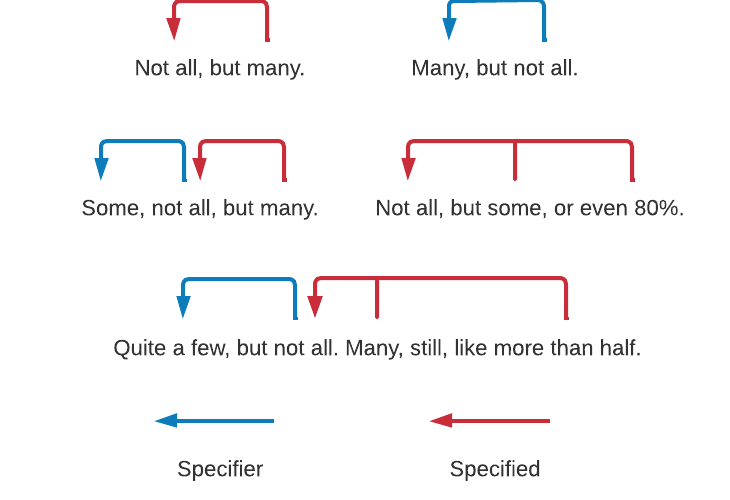 Not all, but many.
Many, but not all.
Some, not all, but many.
Not all, but some, or even 80%.
Quite a few, but not all. Many, still, like more than half.
Specifier
Specified